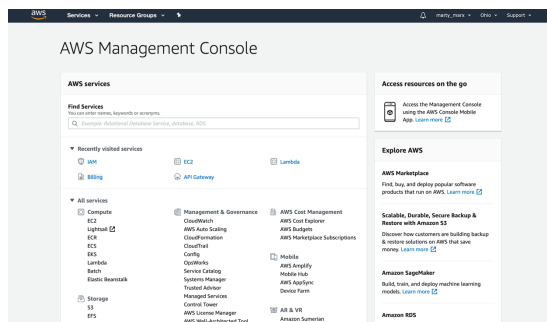 aws
Services
Resource Groups
marty_marx
Ohio
Support
AWS Management Console
AWS services
Find Services
You can enter names, keywords or acronyms.
Example: Relational Database Service, database, RDS
Recently visited services
IAM
EC2
Lambda
Billing
API Gateway
All services
Compute
EC2
Lightsail
ECR
ECS
EKS
Lambda
Batch
Elastic Beanstalk
Storage
S3
EFS
Management & Governance
CloudWatch
AWS Auto Scaling
CloudFormation
CloudTrail
Config
OpsWorks
Service Catalog
Systems Manager
Trusted Advisor
Managed Services
Control Tower
AWS License Manager
AWS Well-Architected Tool
AWS Cost Management
AWS Cost Explorer
AWS Budgets
AWS Marketplace Subscriptions
Mobile
AWS Amplify
Mobile Hub
AWS AppSync
Device Farm
AR & VR
Amazon Sumerian
Access resources on the go
Access the Management Console
using the AWS Console Mobile
App. Learn more
Explore AWS
AWS Marketplace
Find, buy, and deploy popular software
products that run on AWS. Learn more
Scalable, Durable, Secure Backup &
Restore with Amazon S3
Discover how customers are building backup
& restore solutions on AWS that save
money. Learn more
Amazon SageMaker
Build, train, and deploy machine learning
models. Learn more
Amazon RDS